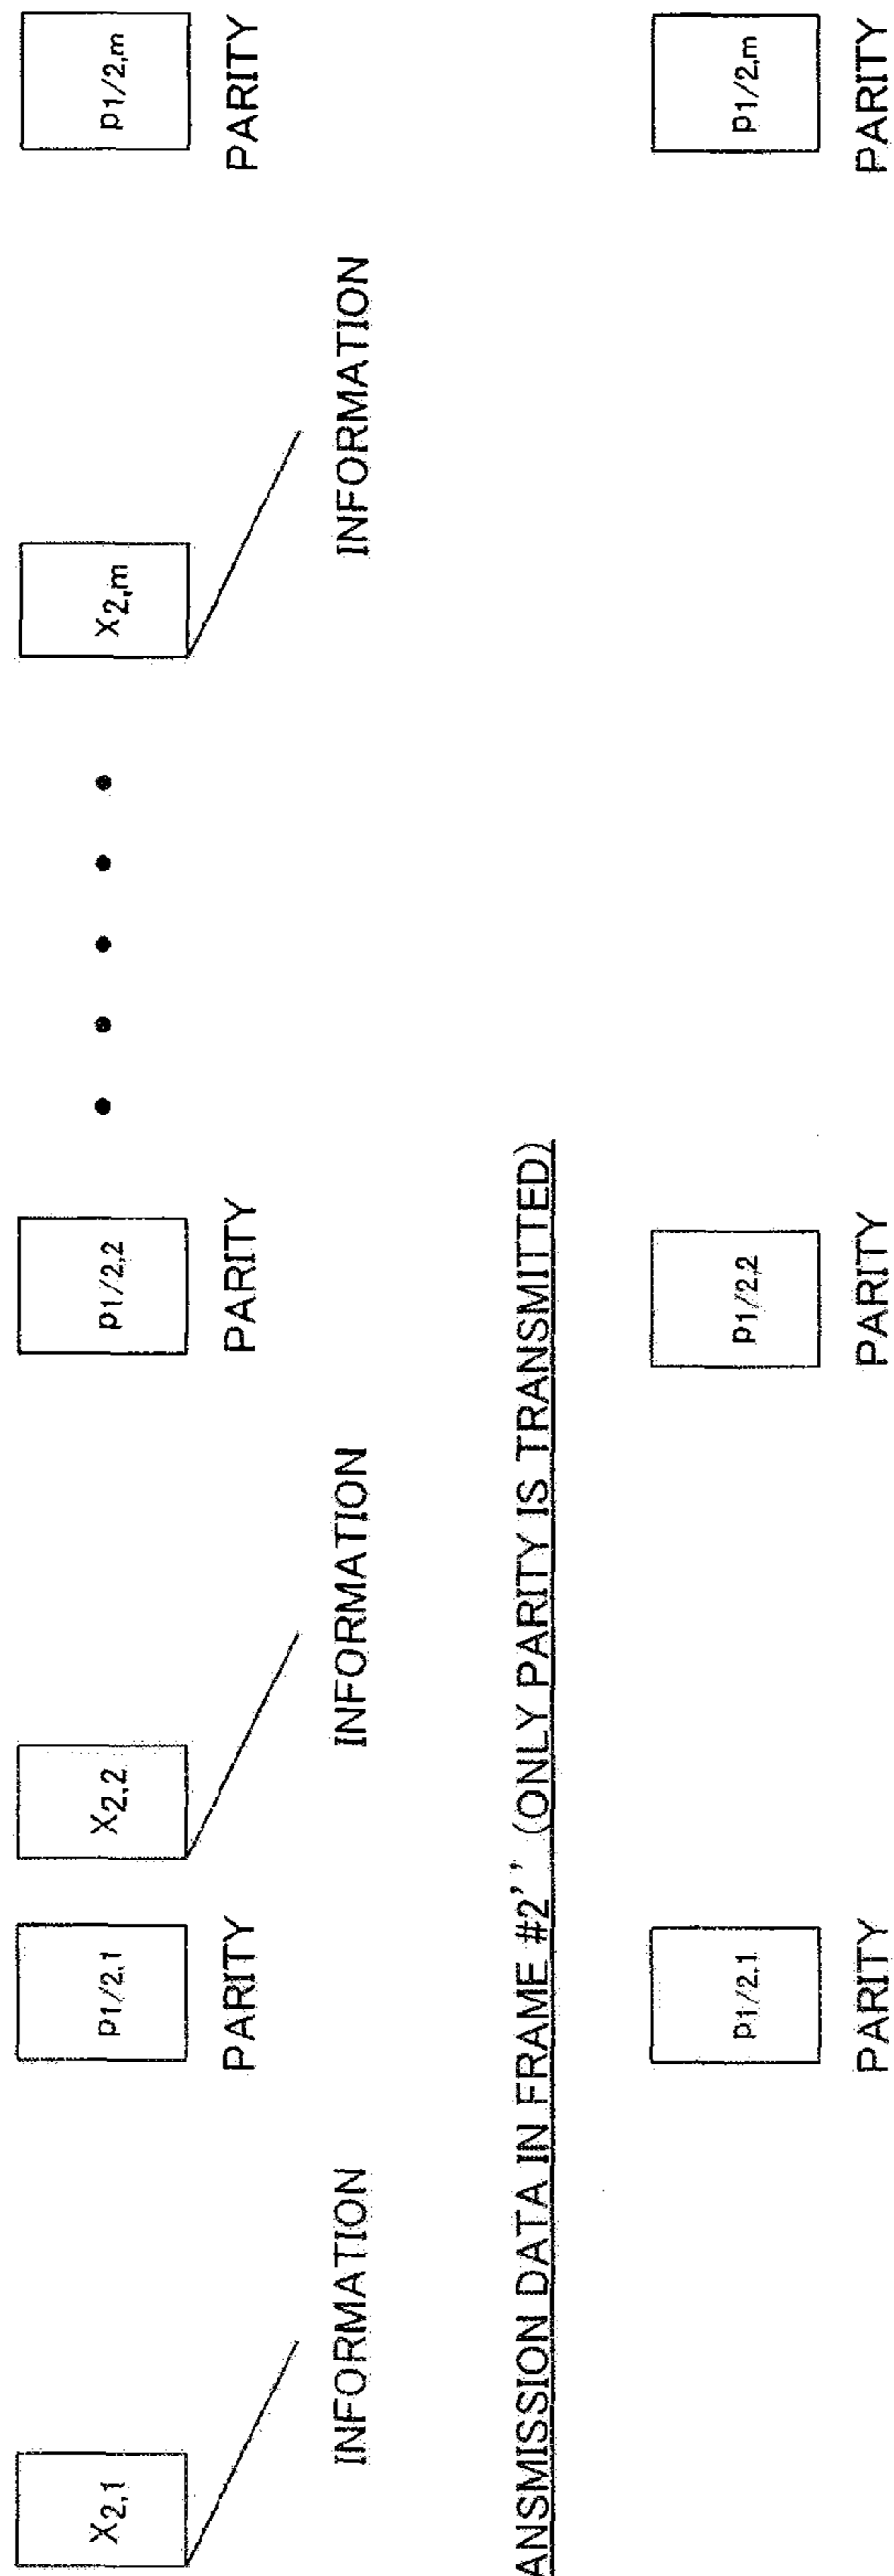 X2,1 p1/2,1 X2,2 p1/2,2 X2,m p1/2,m
PARITY PARITY PARITY
INFORMATION INFORMATION INFORMATION
ANSMISSION DATA IN FRAME #2'' (ONLY PARITY IS TRANSMITTED)
p1/2,1 p1/2,2 p1/2,m
PARITY PARITY PARITY